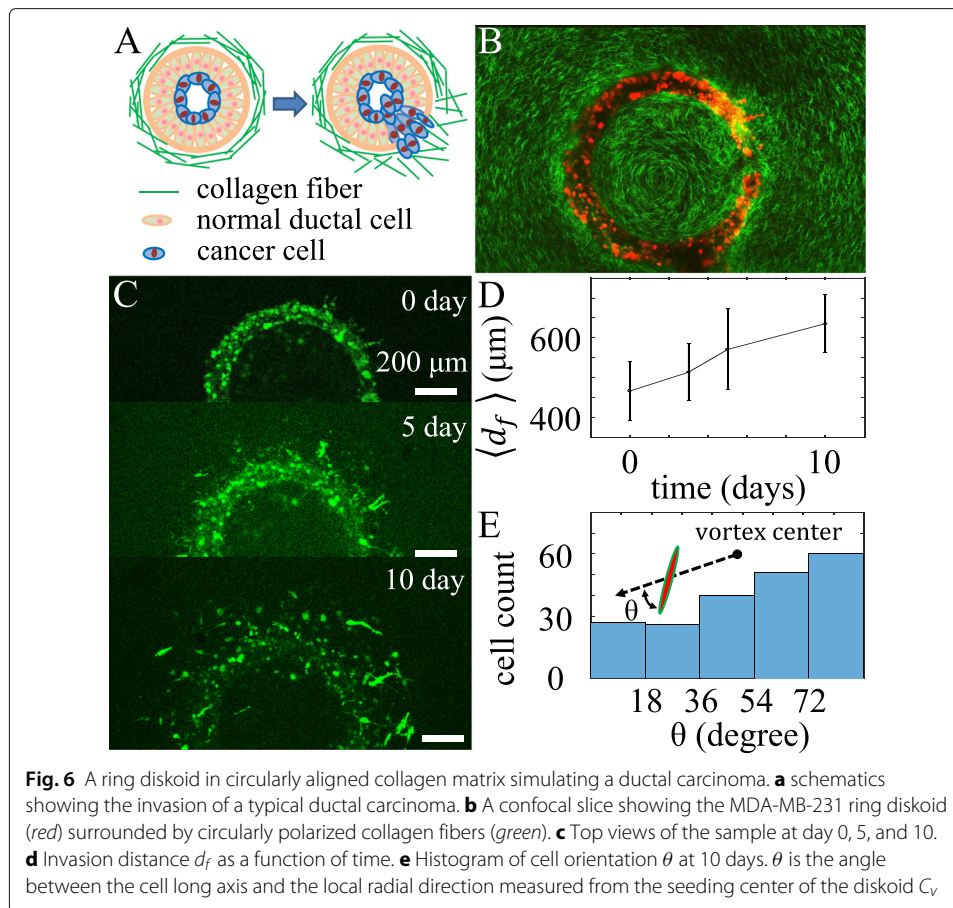 A
collagen fiber
normal ductal cell
cancer cell
B
C
0 day
200 μm
5 day
10 day
D
⟨d_f⟩ (μm)
600
400
0 10
time (days)
E
vortex center
θ
cell count
60
30
0
18 36 54 72
θ (degree)
Fig. 6 A ring diskoid in circularly aligned collagen matrix simulating a ductal carcinoma. a schematics
showing the invasion of a typical ductal carcinoma. b A confocal slice showing the MDA-MB-231 ring diskoid
(red) surrounded by circularly polarized collagen fibers (green). c Top views of the sample at day 0, 5, and 10.
d Invasion distance d_f as a function of time. e Histogram of cell orientation θ at 10 days. θ is the angle
between the cell long axis and the local radial direction measured from the seeding center of the diskoid C_v